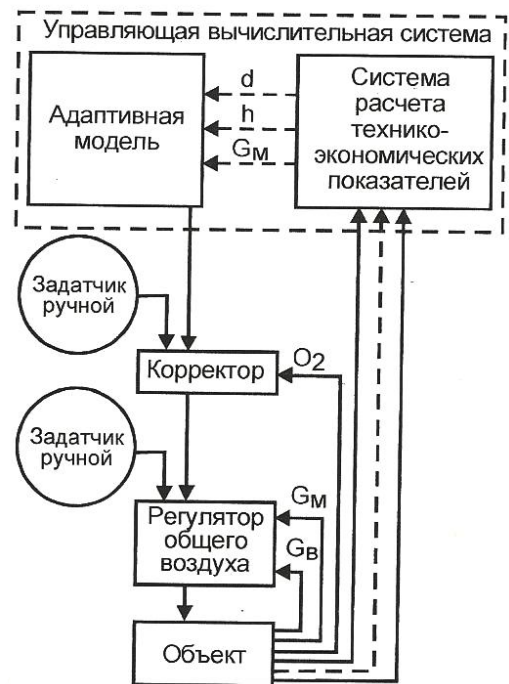 Управляющая вычислительная система
Адаптивная
модель
d
h
Gм
Система
расчета
технико-
экономических
показателей
Задатчик
ручной
Корректор
O2
Задатчик
ручной
Регулятор
общего
воздуха
Gм
Gв
Объект